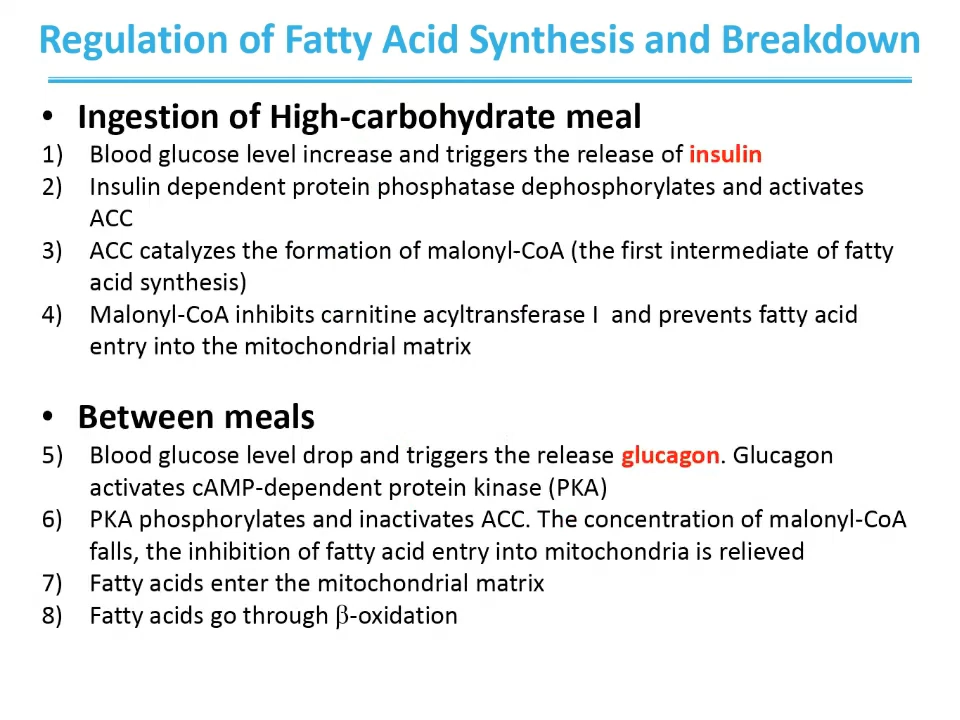 Regulation of Fatty Acid Synthesis and Breakdown
• Ingestion of High-carbohydrate meal
1) Blood glucose level increase and triggers the release of insulin
2) Insulin dependent protein phosphatase dephosphorylates and activates
ACC
3) ACC catalyzes the formation of malonyl-CoA (the first intermediate of fatty
acid synthesis)
4) Malonyl-CoA inhibits carnitine acyltransferase I and prevents fatty acid
entry into the mitochondrial matrix
• Between meals
5) Blood glucose level drop and triggers the release glucagon. Glucagon
activates cAMP-dependent protein kinase (PKA)
6) PKA phosphorylates and inactivates ACC. The concentration of malonyl-CoA
falls, the inhibition of fatty acid entry into mitochondria is relieved
7) Fatty acids enter the mitochondrial matrix
8) Fatty acids go through β-oxidation